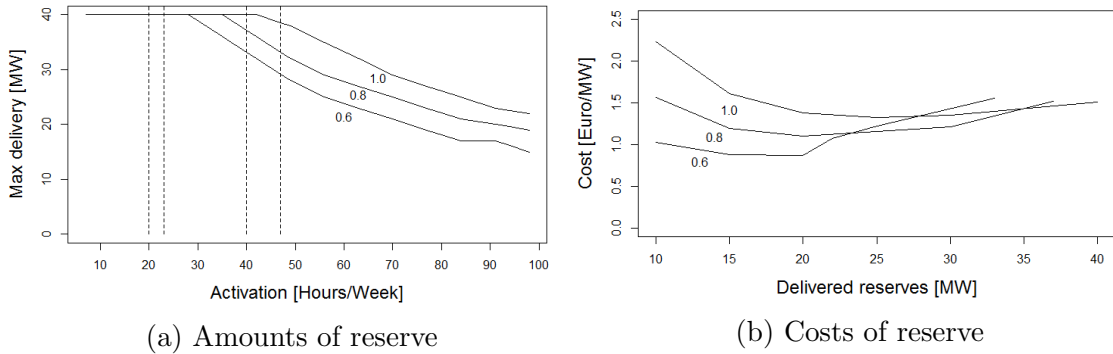 Max delivery [MW]
40
30
20
10
0
1.0
0.8
0.6
10 20 30 40 50 60 70 80 90 100
Activation [Hours/Week]
(a) Amounts of reserve
Cost [Euro/MW]
2.5
2.0
1.5
1.0
0.5
0.0
1.0
0.8
0.6
10 15 20 25 30 35 40
Delivered reserves [MW]
(b) Costs of reserve